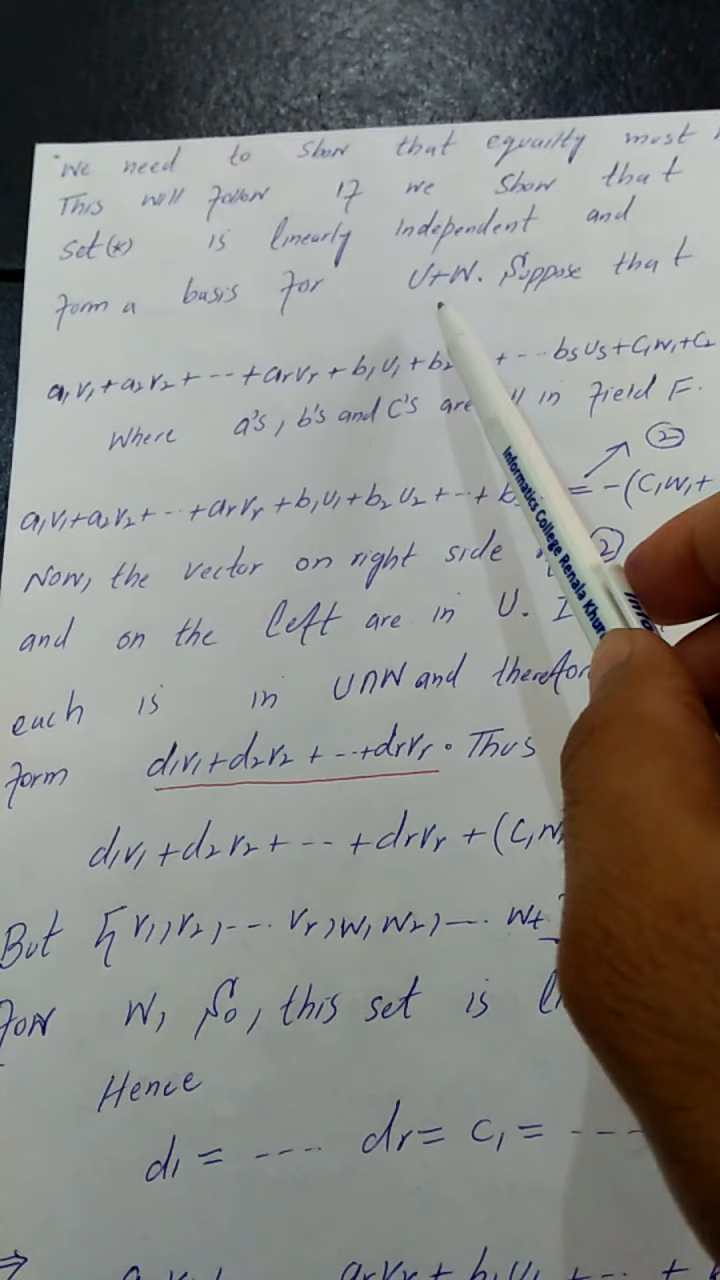 We need to show that equailty must
This will follow if we show that
set(*) is linearly independent and
form a basis for U+W. Suppose that
a₁v₁+a₂v₂+---+arvr+b₁u₁+b₂ +---bsus+c₁w₁+c₂
Where a's, b's and c's are in field F.
②
a₁v₁+a₂v₂+---+arvr+b₁u₁+b₂u₂+---+b = -(c₁w₁+
Now, the vector on right side ②
and on the left are in U.
each is in U∩W and
form d₁v₁+d₂v₂+---+drvr. Thus
d₁v₁+d₂v₂+---+drvr+(c₁w
But {v₁,v₂,---vr,w₁,w₂,---wt
for W, So, this set is
Hence
d₁=---- dr=c₁=----
⇒ arvr+b₁u₁+---+
Informatics College Renala Khur